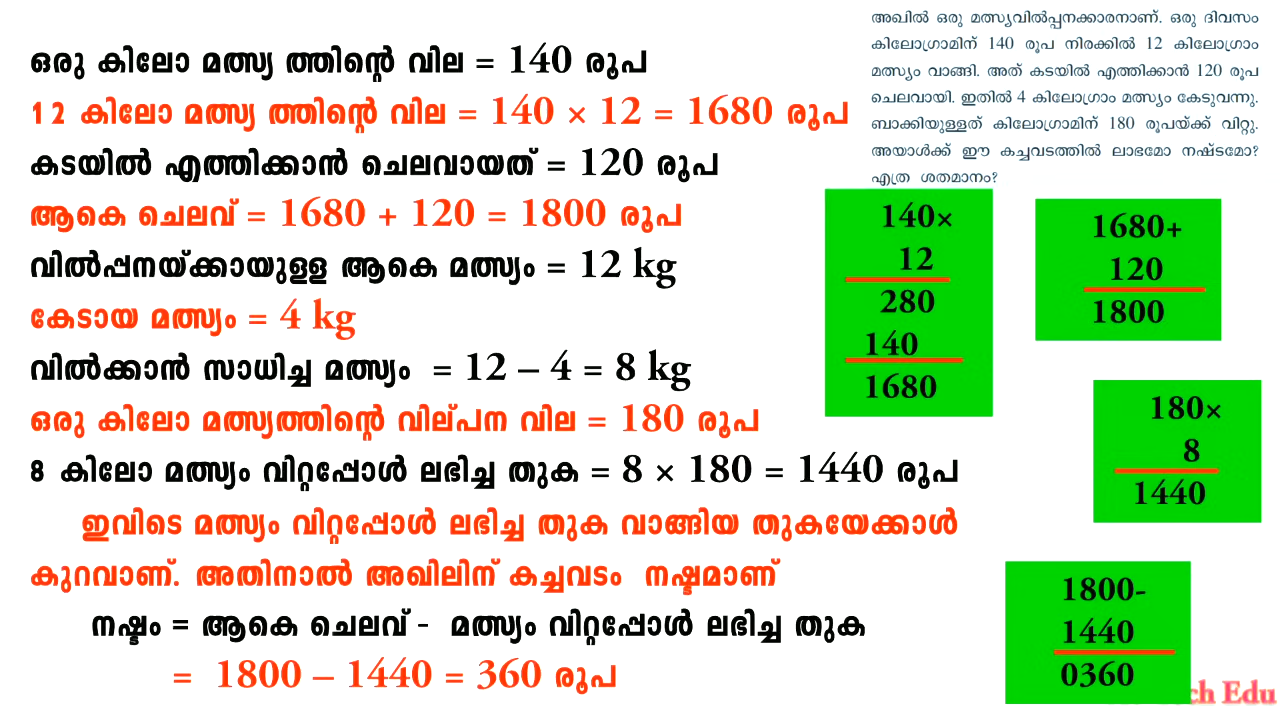 അഖിൽ ഒരു മത്സ്യവിൽപ്പനക്കാരനാണ്. ഒരു ദിവസം
കിലോഗ്രാമിന് 140 രൂപ നിരക്കിൽ 12 കിലോഗ്രാം
മത്സ്യം വാങ്ങി. അത് കടയിൽ എത്തിക്കാൻ 120 രൂപ
ചെലവായി. ഇതിൽ 4 കിലോഗ്രാം മത്സ്യം കേടുവന്നു.
ബാക്കിയുള്ളത് കിലോഗ്രാമിന് 180 രൂപയ്ക്ക് വിറ്റു.
അയാൾക്ക് ഈ കച്ചവടത്തിൽ ലാഭമോ നഷ്ടമോ?
എത്ര ശതമാനം?
ഒരു കിലോ മത്സ്യ ത്തിന്റെ വില = 140 രൂപ
12 കിലോ മത്സ്യ ത്തിന്റെ വില = 140 × 12 = 1680 രൂപ
കടയിൽ എത്തിക്കാൻ ചെലവായത് = 120 രൂപ
ആകെ ചെലവ് = 1680 + 120 = 1800 രൂപ
വിൽപ്പനയ്ക്കായുളള ആകെ മത്സ്യം = 12 kg
കേടായ മത്സ്യം = 4 kg
വിൽക്കാൻ സാധിച്ച മത്സ്യം = 12 – 4 = 8 kg
ഒരു കിലോ മത്സ്യത്തിന്റെ വില്പന വില = 180 രൂപ
8 കിലോ മത്സ്യം വിറ്റപ്പോൾ ലഭിച്ച തുക = 8 × 180 = 1440 രൂപ
ഇവിടെ മത്സ്യം വിറ്റപ്പോൾ ലഭിച്ച തുക വാങ്ങിയ തുകയേക്കാൾ
കുറവാണ്. അതിനാൽ അഖിലിന് കച്ചവടം നഷ്ടമാണ്
നഷ്ടം = ആകെ ചെലവ് - മത്സ്യം വിറ്റപ്പോൾ ലഭിച്ച തുക
= 1800 – 1440 = 360 രൂപ
140×
12
280
140
1680
1680+
120
1800
180×
8
1440
1800-
1440
0360
Edu